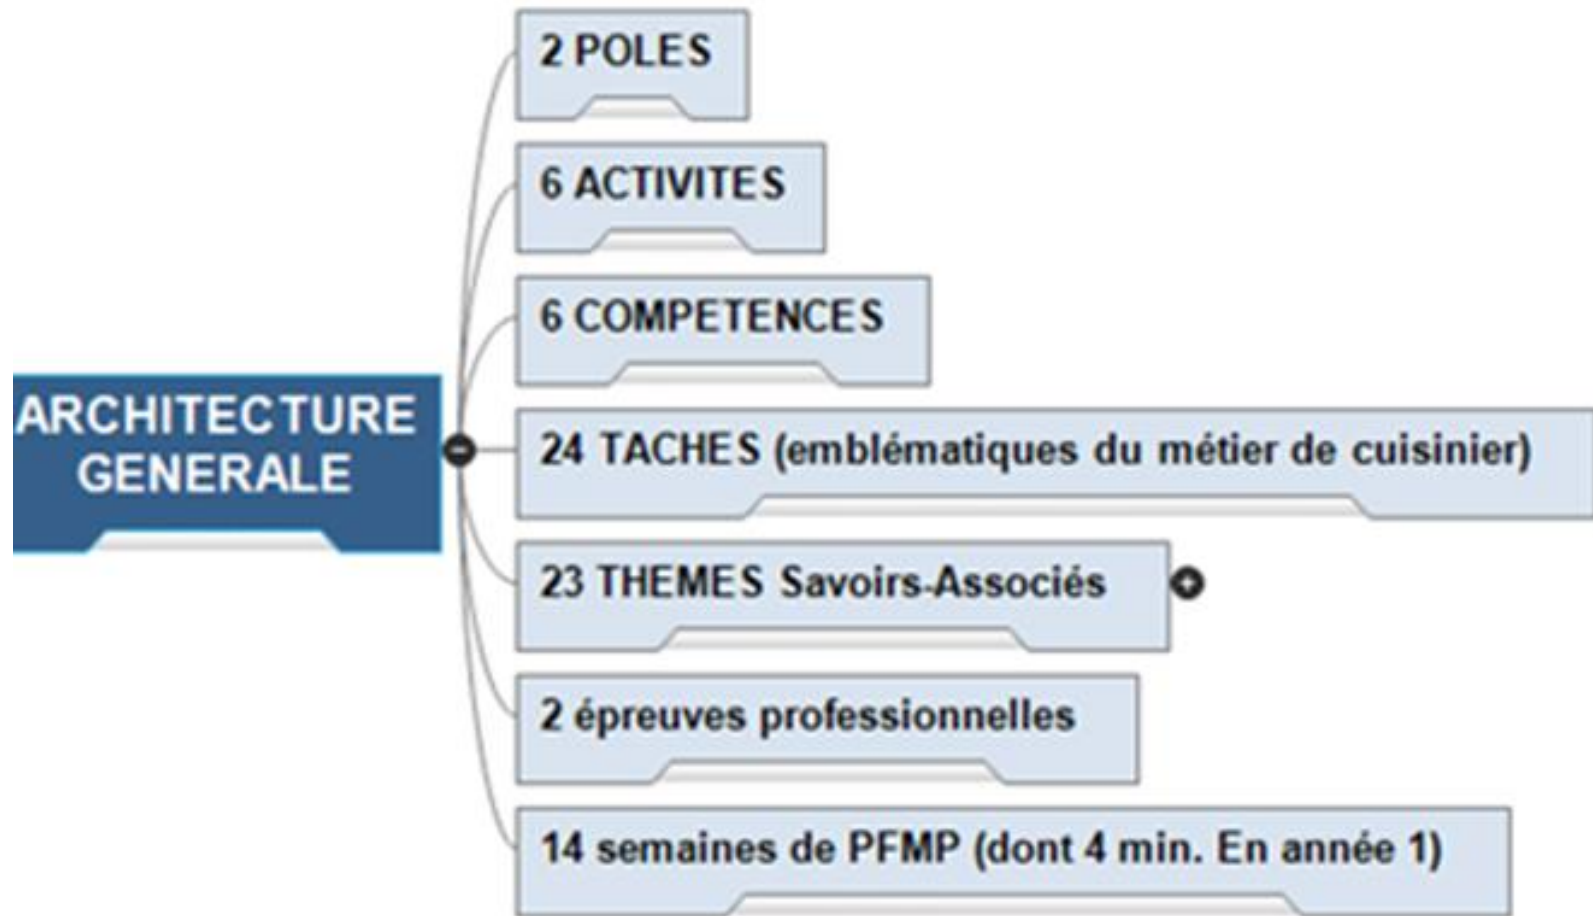 2 POLES
6 ACTIVITES
6 COMPETENCES
ARCHITECTURE
GENERALE
24 TACHES (emblématiques du métier de cuisinier)
23 THEMES Savoirs-Associés
2 épreuves professionnelles
14 semaines de PFMP (dont 4 min. En année 1)